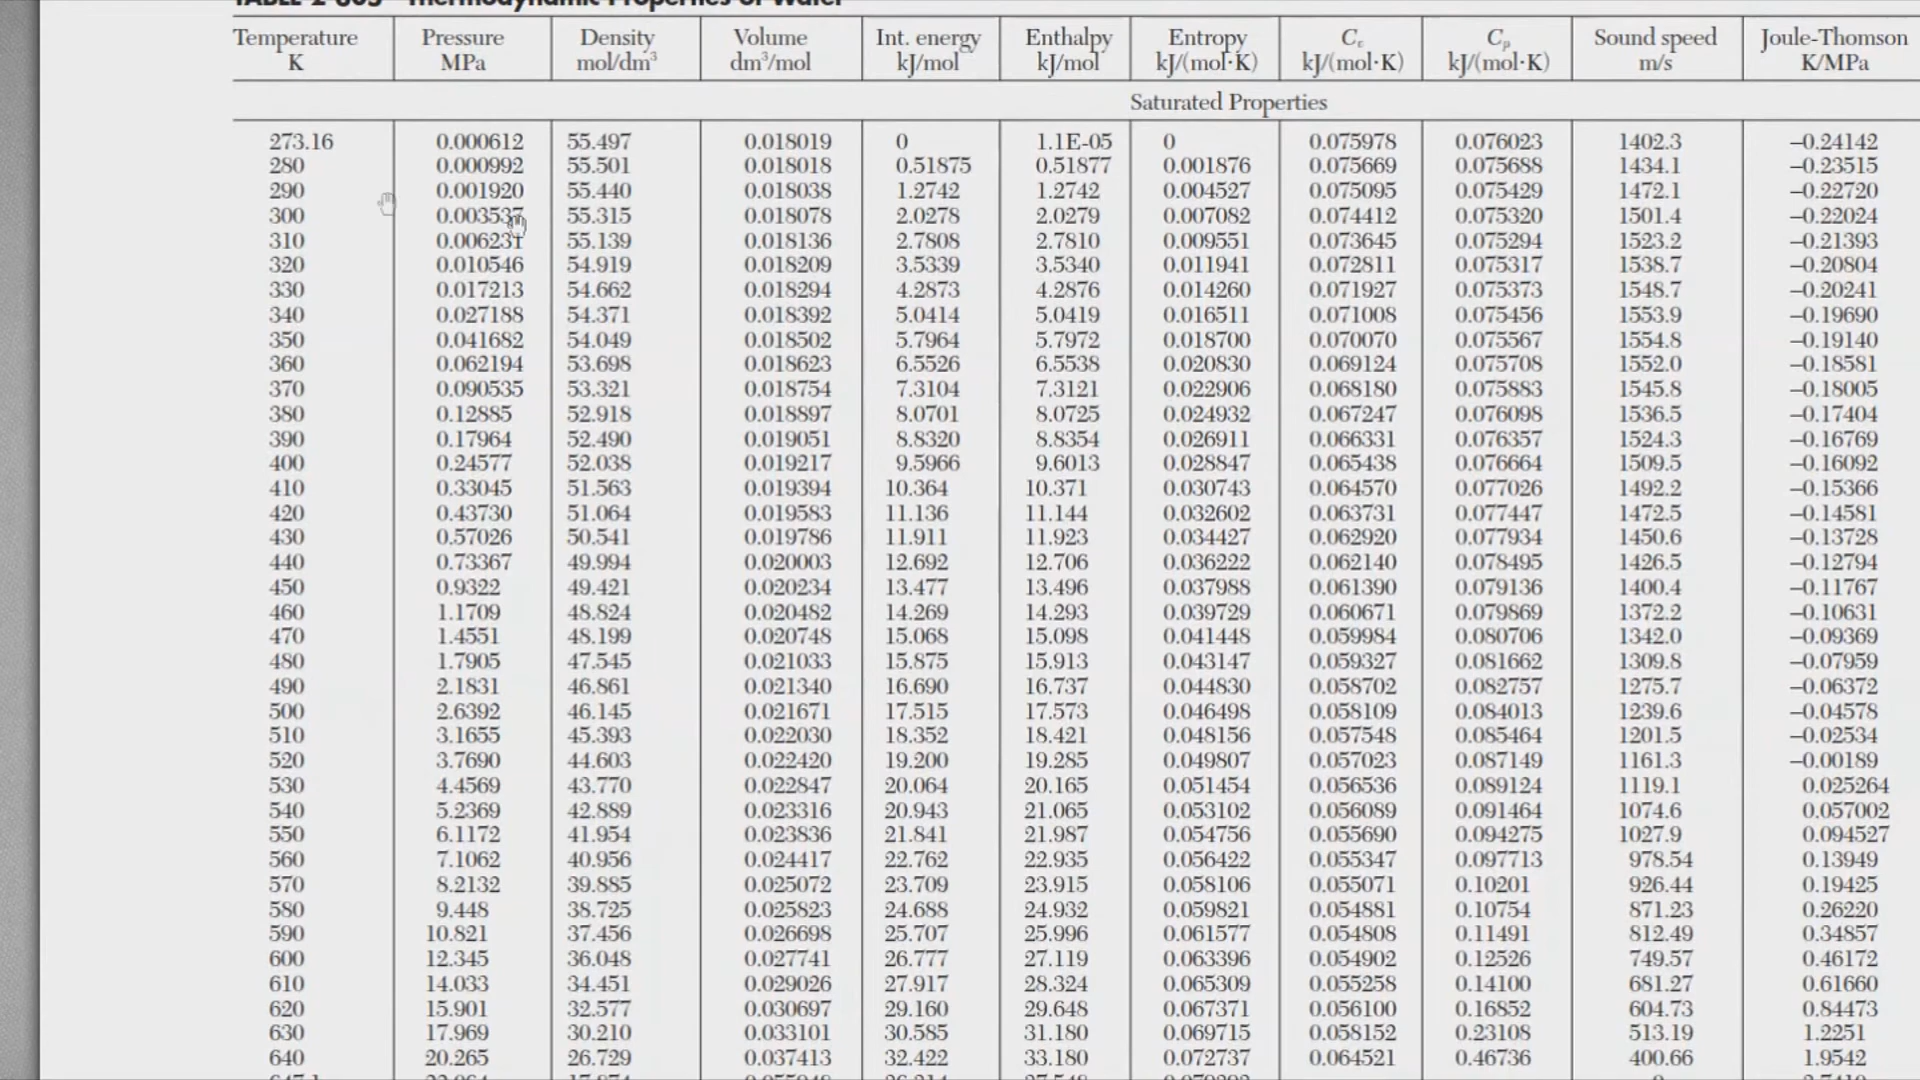 Temperature K Pressure MPa Density mol/dm³ Volume dm³/mol Int. energy kJ/mol Enthalpy kJ/mol Entropy kJ/(mol·K) Cᵥ kJ/(mol·K) Cₚ kJ/(mol·K) Sound speed m/s Joule-Thomson K/MPa
Saturated Properties
273.16 0.000612 55.497 0.018019 0 1.1E-05 0 0.075978 0.076023 1402.3 –0.24142
280 0.000992 55.501 0.018018 0.51875 0.51877 0.001876 0.075669 0.075688 1434.1 –0.23515
290 0.001920 55.440 0.018038 1.2742 1.2742 0.004527 0.075095 0.075429 1472.1 –0.22720
300 0.003537 55.315 0.018078 2.0278 2.0279 0.007082 0.074412 0.075320 1501.4 –0.22024
310 0.006231 55.139 0.018136 2.7808 2.7810 0.009551 0.073645 0.075294 1523.2 –0.21393
320 0.010546 54.919 0.018209 3.5339 3.5340 0.011941 0.072811 0.075317 1538.7 –0.20804
330 0.017213 54.662 0.018294 4.2873 4.2876 0.014260 0.071927 0.075373 1548.7 –0.20241
340 0.027188 54.371 0.018392 5.0414 5.0419 0.016511 0.071008 0.075456 1553.9 –0.19690
350 0.041682 54.049 0.018502 5.7964 5.7972 0.018700 0.070070 0.075567 1554.8 –0.19140
360 0.062194 53.698 0.018623 6.5526 6.5538 0.020830 0.069124 0.075708 1552.0 –0.18581
370 0.090535 53.321 0.018754 7.3104 7.3121 0.022906 0.068180 0.075883 1545.8 –0.18005
380 0.12885 52.918 0.018897 8.0701 8.0725 0.024932 0.067247 0.076098 1536.5 –0.17404
390 0.17964 52.490 0.019051 8.8320 8.8354 0.026911 0.066331 0.076357 1524.3 –0.16769
400 0.24577 52.038 0.019217 9.5966 9.6013 0.028847 0.065438 0.076664 1509.5 –0.16092
410 0.33045 51.563 0.019394 10.364 10.371 0.030743 0.064570 0.077026 1492.2 –0.15366
420 0.43730 51.064 0.019583 11.136 11.144 0.032602 0.063731 0.077447 1472.5 –0.14581
430 0.57026 50.541 0.019786 11.911 11.923 0.034427 0.062920 0.077934 1450.6 –0.13728
440 0.73367 49.994 0.020003 12.692 12.706 0.036222 0.062140 0.078495 1426.5 –0.12794
450 0.9322 49.421 0.020234 13.477 13.496 0.037988 0.061390 0.079136 1400.4 –0.11767
460 1.1709 48.824 0.020482 14.269 14.293 0.039729 0.060671 0.079869 1372.2 –0.10631
470 1.4551 48.199 0.020748 15.068 15.098 0.041448 0.059984 0.080706 1342.0 –0.09369
480 1.7905 47.545 0.021033 15.875 15.913 0.043147 0.059327 0.081662 1309.8 –0.07959
490 2.1831 46.861 0.021340 16.690 16.737 0.044830 0.058702 0.082757 1275.7 –0.06372
500 2.6392 46.145 0.021671 17.515 17.573 0.046498 0.058109 0.084013 1239.6 –0.04578
510 3.1655 45.393 0.022030 18.352 18.421 0.048156 0.057548 0.085464 1201.5 –0.02534
520 3.7690 44.603 0.022420 19.200 19.285 0.049807 0.057023 0.087149 1161.3 –0.00189
530 4.4569 43.770 0.022847 20.064 20.165 0.051454 0.056536 0.089124 1119.1 0.025264
540 5.2369 42.889 0.023316 20.943 21.065 0.053102 0.056089 0.091464 1074.6 0.057002
550 6.1172 41.954 0.023836 21.841 21.987 0.054756 0.055690 0.094275 1027.9 0.094527
560 7.1062 40.956 0.024417 22.762 22.935 0.056422 0.055347 0.097713 978.54 0.13949
570 8.2132 39.885 0.025072 23.709 23.915 0.058106 0.055071 0.10201 926.44 0.19425
580 9.448 38.725 0.025823 24.688 24.932 0.059821 0.054881 0.10754 871.23 0.26220
590 10.821 37.456 0.026698 25.707 25.996 0.061577 0.054808 0.11491 812.49 0.34857
600 12.345 36.048 0.027741 26.777 27.119 0.063396 0.054902 0.12526 749.57 0.46172
610 14.033 34.451 0.029026 27.917 28.324 0.065309 0.055258 0.14100 681.27 0.61660
620 15.901 32.577 0.030697 29.160 29.648 0.067371 0.056100 0.16852 604.73 0.84473
630 17.969 30.210 0.033101 30.585 31.180 0.069715 0.058152 0.23108 513.19 1.2251
640 20.265 26.729 0.037413 32.422 33.180 0.072737 0.064521 0.46736 400.66 1.9542